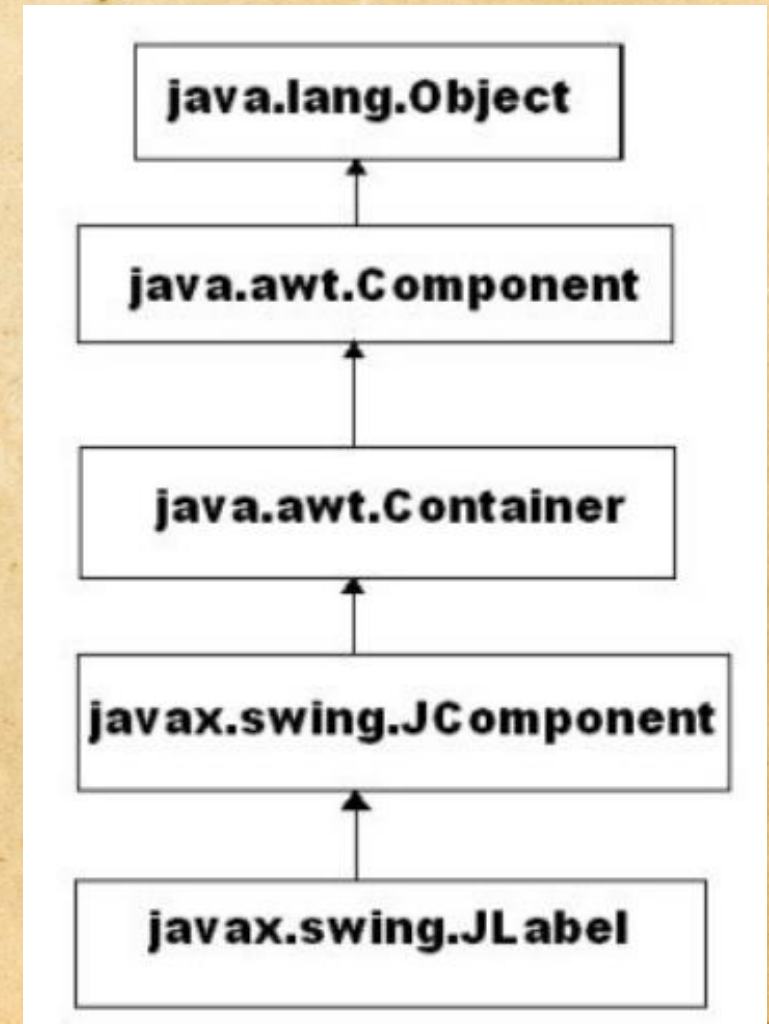 java.lang.Object
java.awt.Component
java.awt.Container
javax.swing.JComponent
javax.swing.JLabel